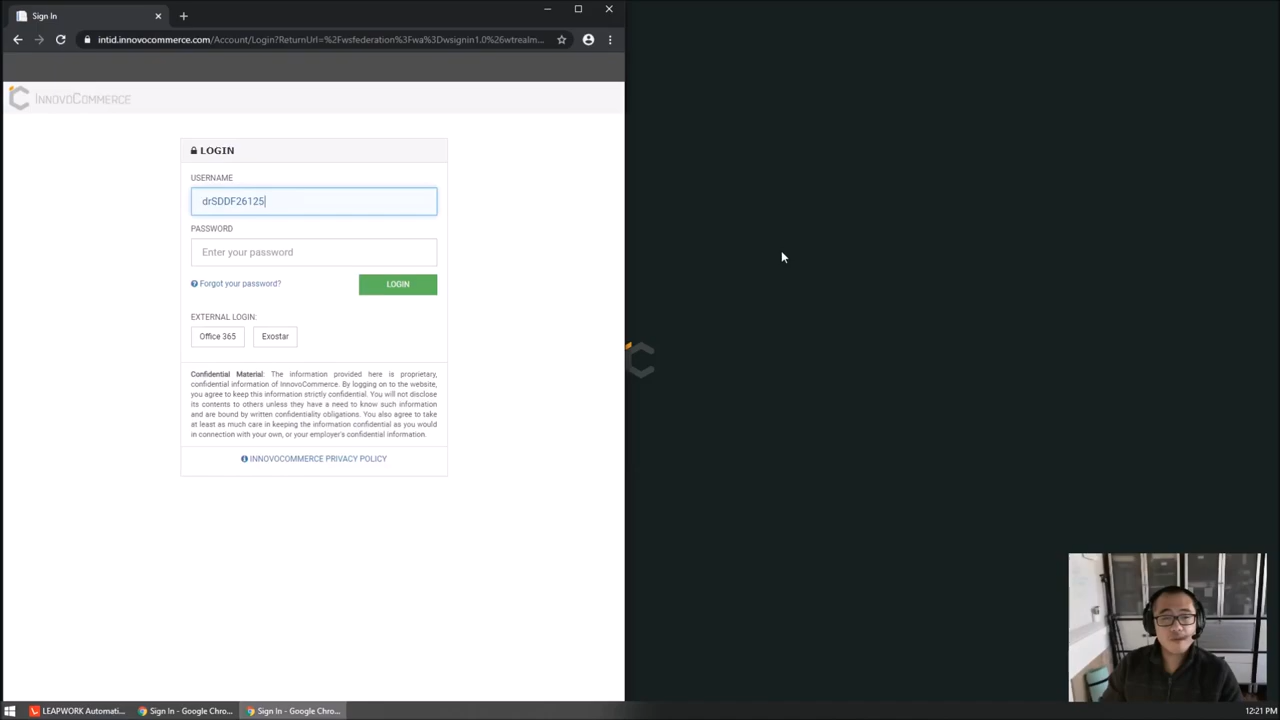 Sign In
intid.innovocommerce.com/Account/Login?ReturnUrl=%2Fwsfederation%3Fwa%3Dwsignin1.0%26wtrealm...
INNOVOCOMMERCE
LOGIN
USERNAME
drSDDF26125
PASSWORD
Enter your password
Forgot your password?
LOGIN
EXTERNAL LOGIN:
Office 365
Exostar
Confidential Material: The information provided here is proprietary,
confidential information of InnovoCommerce. By logging on to the website,
you agree to keep this information strictly confidential. You will not disclose
its contents to others unless they have a need to know such information
and are bound by written confidentiality obligations. You also agree to take
at least as much care in keeping the information confidential as you would
in connection with your own, or your employer's confidential information.
INNOVOCOMMERCE PRIVACY POLICY
LEAPWORK Automati...
Sign In - Google Chro...
Sign In - Google Chro...
12:21 PM